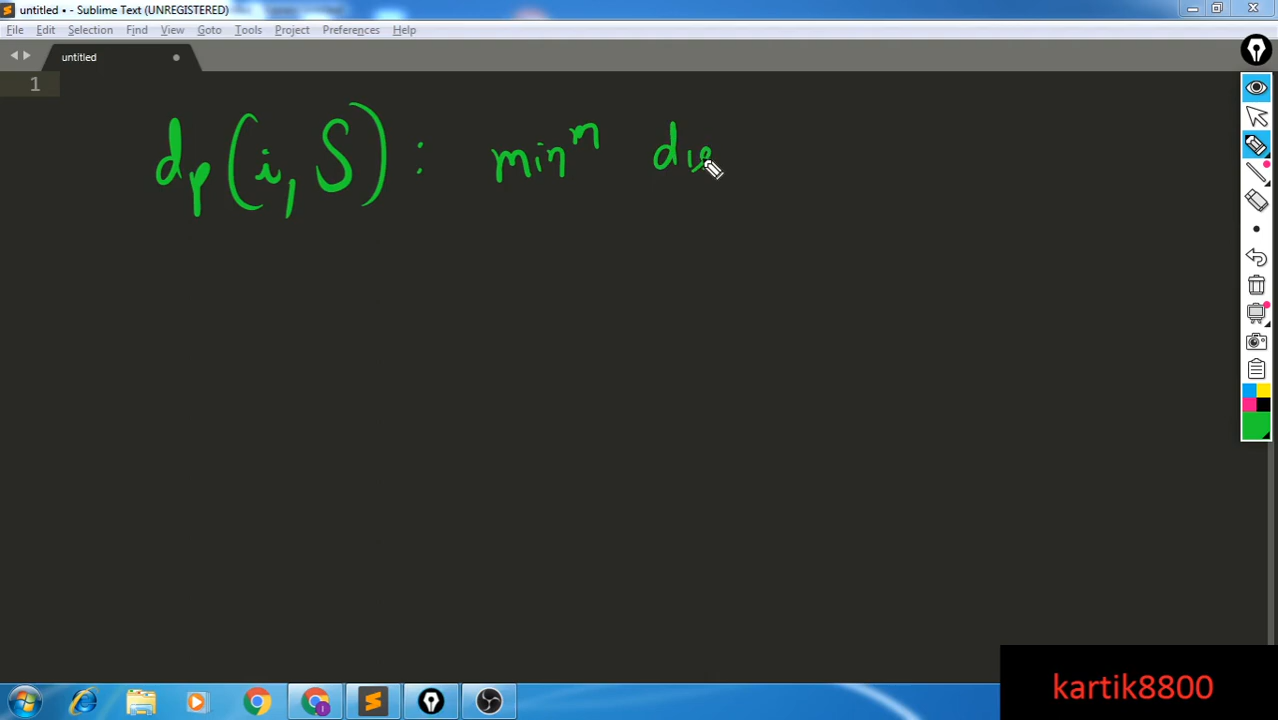 untitled • - Sublime Text (UNREGISTERED)
File Edit Selection Find View Goto Tools Project Preferences Help
untitled
1
dp(i, S) : minᵐ
kartik8800